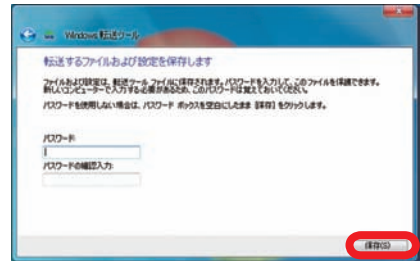 Windows 転送ツール
転送するファイルおよび設定を保存します
ファイルおよび設定は、転送ツール ファイルに保存されます。パスワードを入力して、このファイルを保護できます。
新しいコンピューターで入力する必要があるため、このパスワードは覚えておいてください。
パスワードを使用しない場合は、パスワード ボックスを空白にしたまま [保存] をクリックします。
パスワード:
パスワードの確認入力:
保存(S)